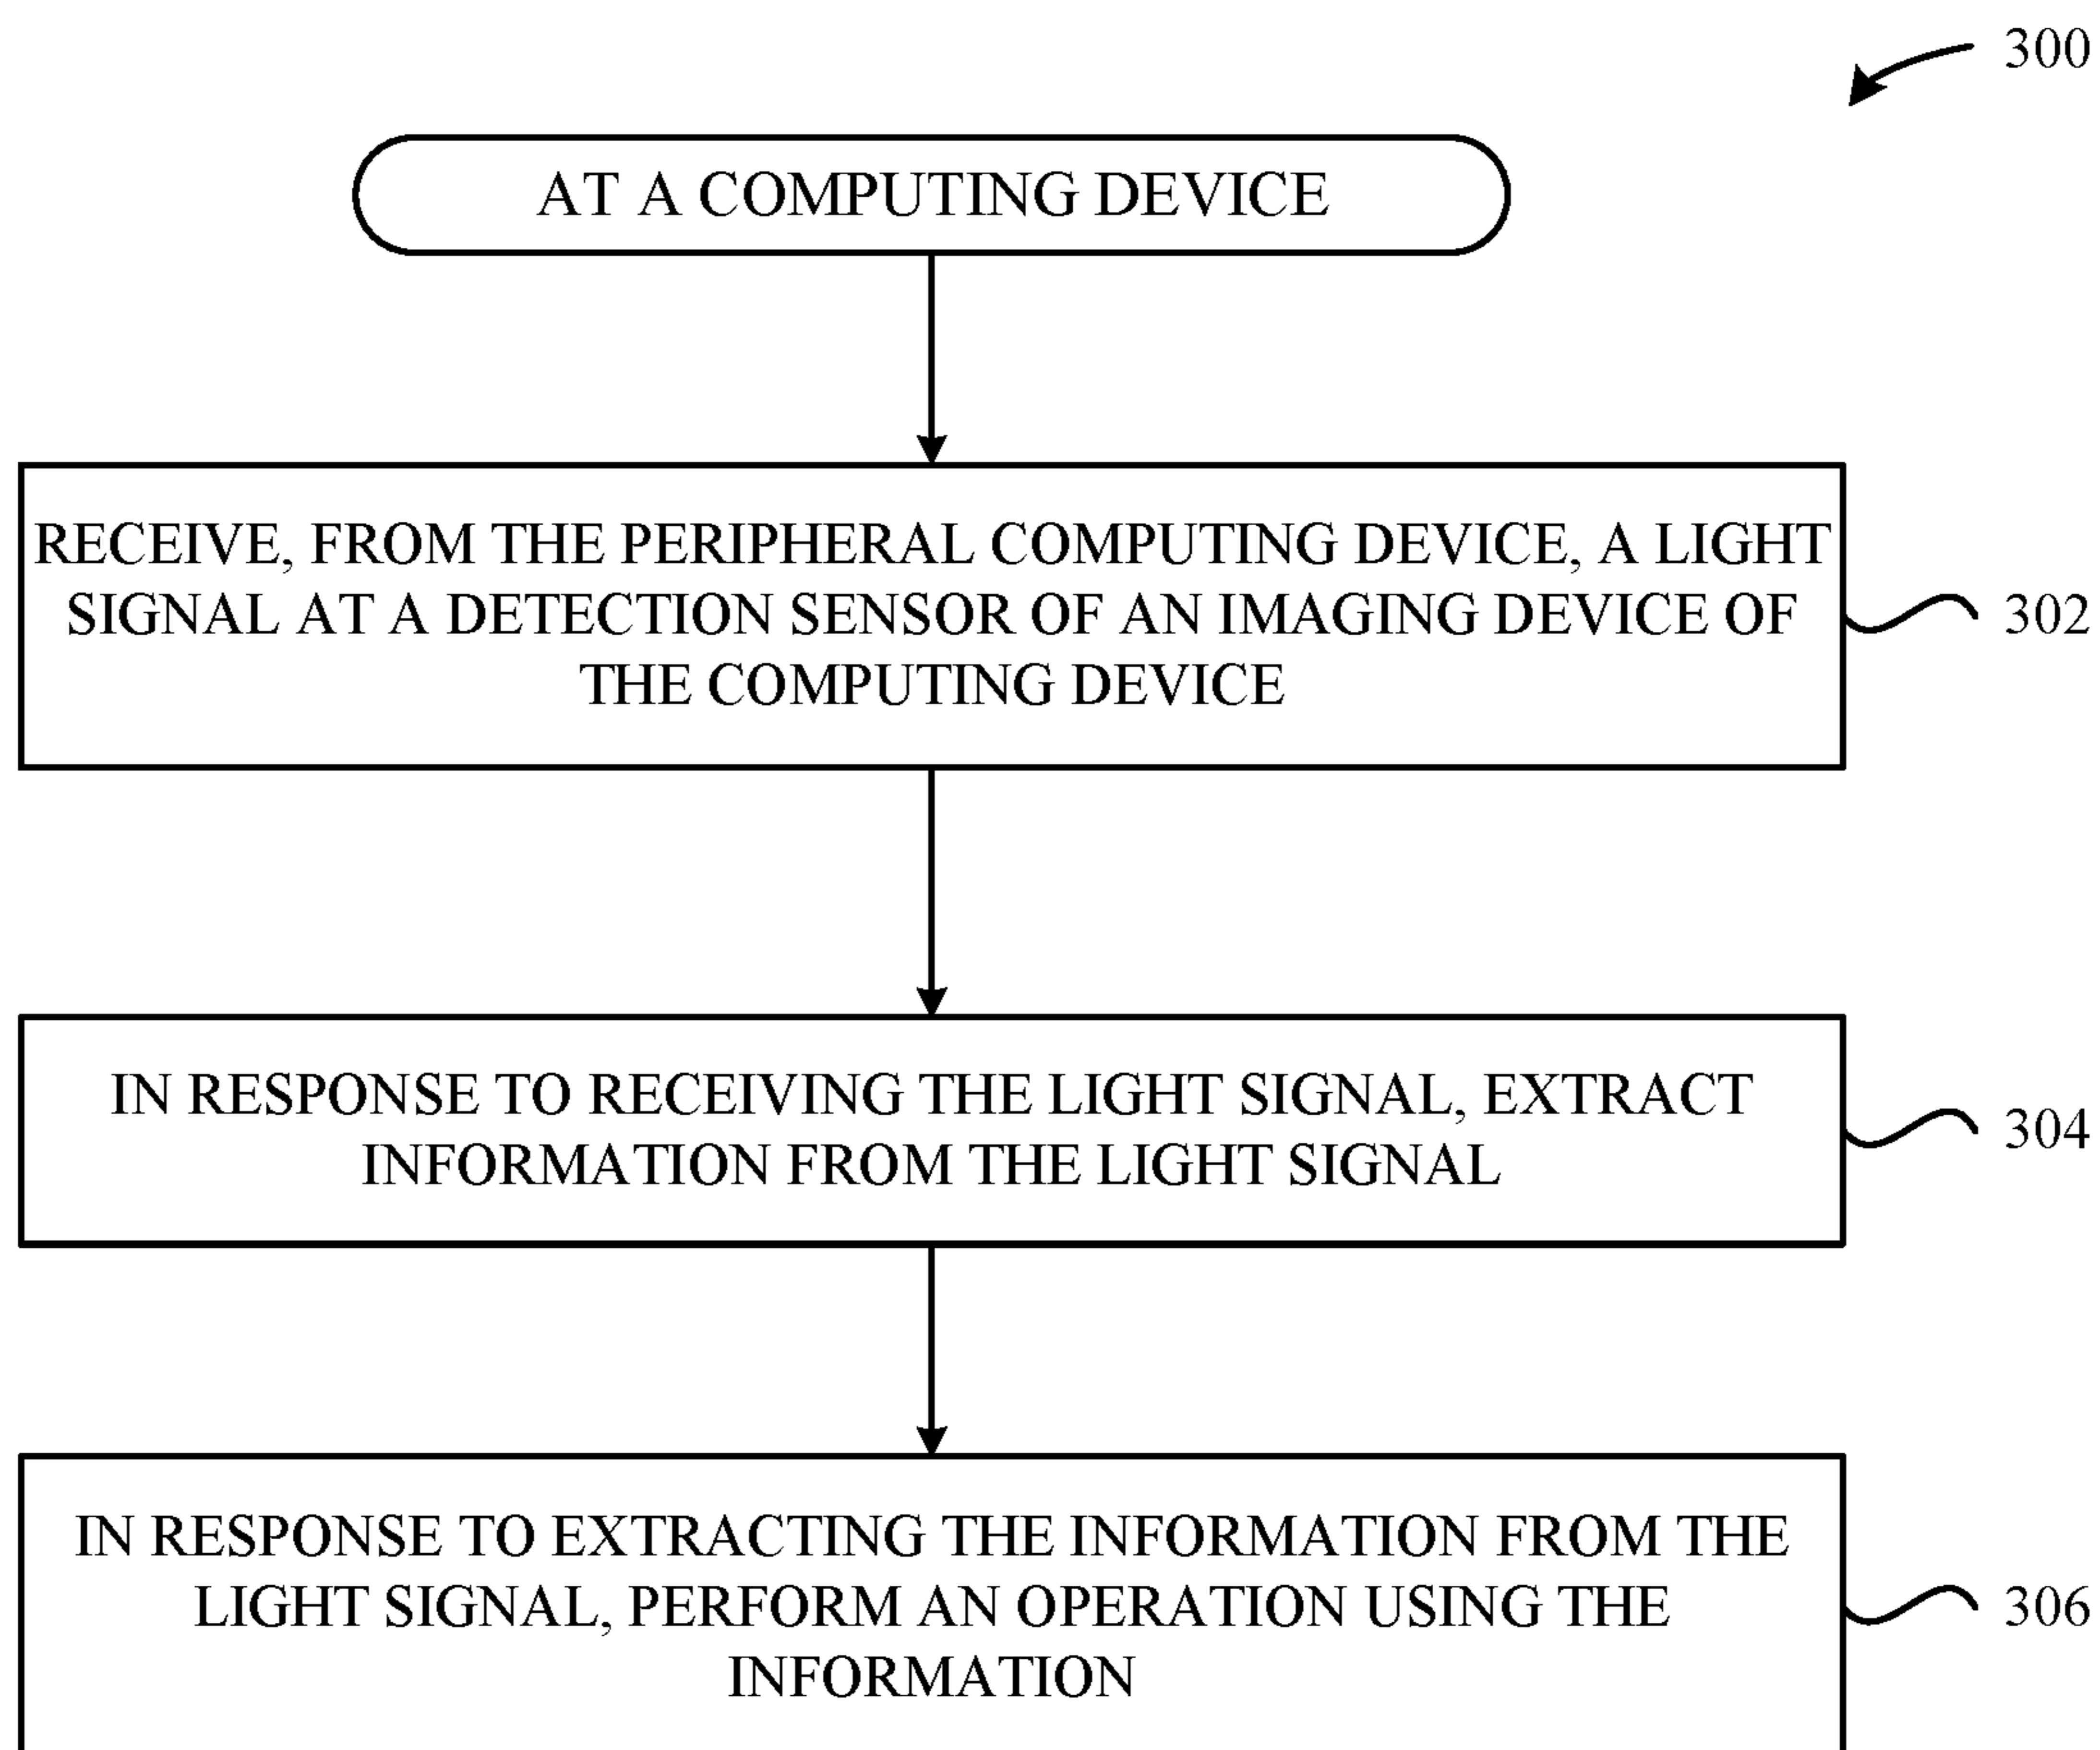 300
AT A COMPUTING DEVICE
RECEIVE, FROM THE PERIPHERAL COMPUTING DEVICE, A LIGHT
SIGNAL AT A DETECTION SENSOR OF AN IMAGING DEVICE OF
THE COMPUTING DEVICE
302
IN RESPONSE TO RECEIVING THE LIGHT SIGNAL, EXTRACT
INFORMATION FROM THE LIGHT SIGNAL
304
IN RESPONSE TO EXTRACTING THE INFORMATION FROM THE
LIGHT SIGNAL, PERFORM AN OPERATION USING THE
INFORMATION
306